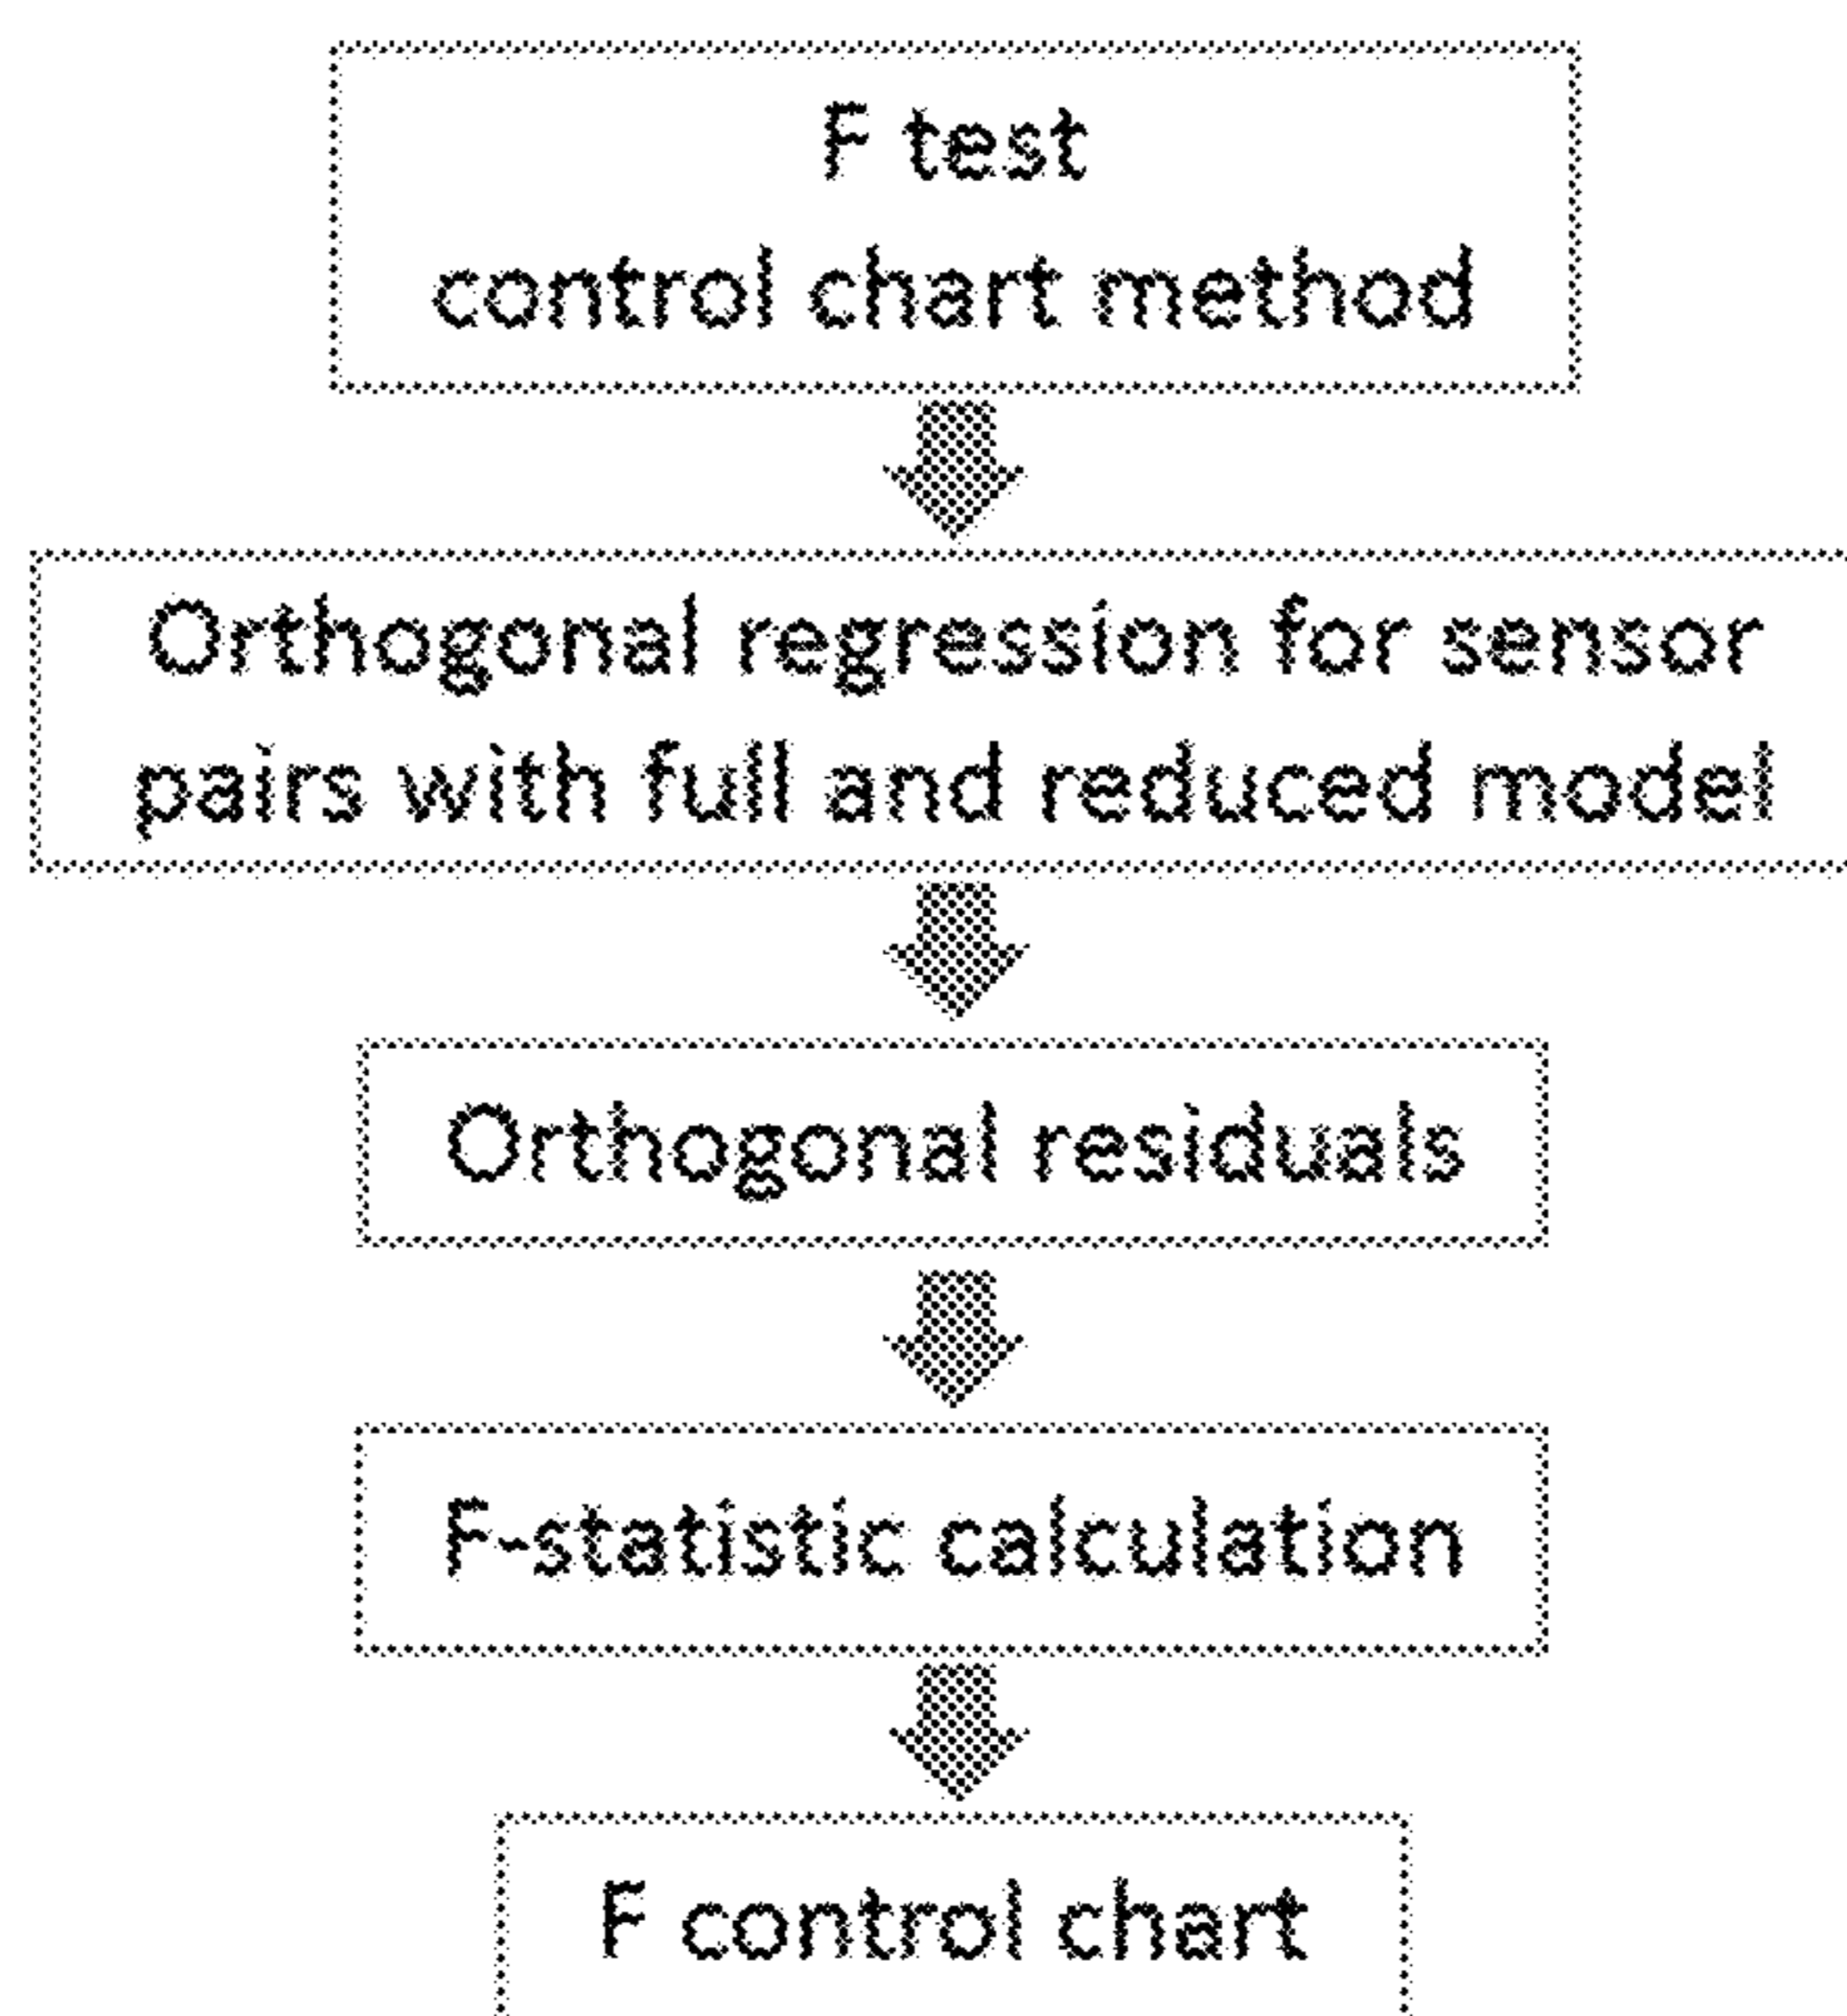 F test
control chart method
Orthogonal regression for sensor
pairs with full and reduced model
Orthogonal residuals
F-statistic calculation
F control chart